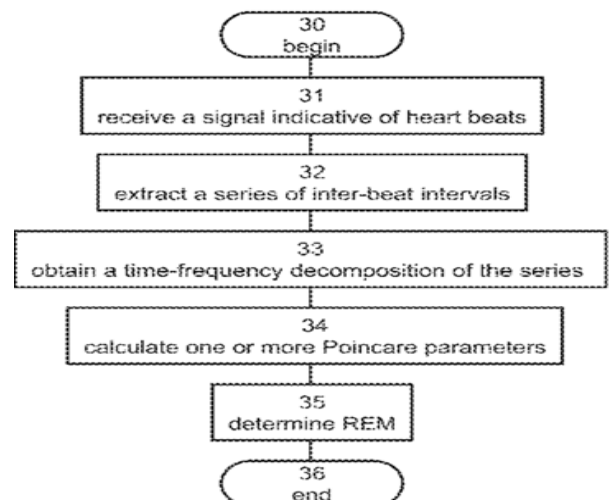 30
begin
31
receive a signal indicative of heart beats
32
extract a series of inter-beat intervals
33
obtain a time-frequency decomposition of the series
34
calculate one or more Poincare parameters
35
determine REM
36
end